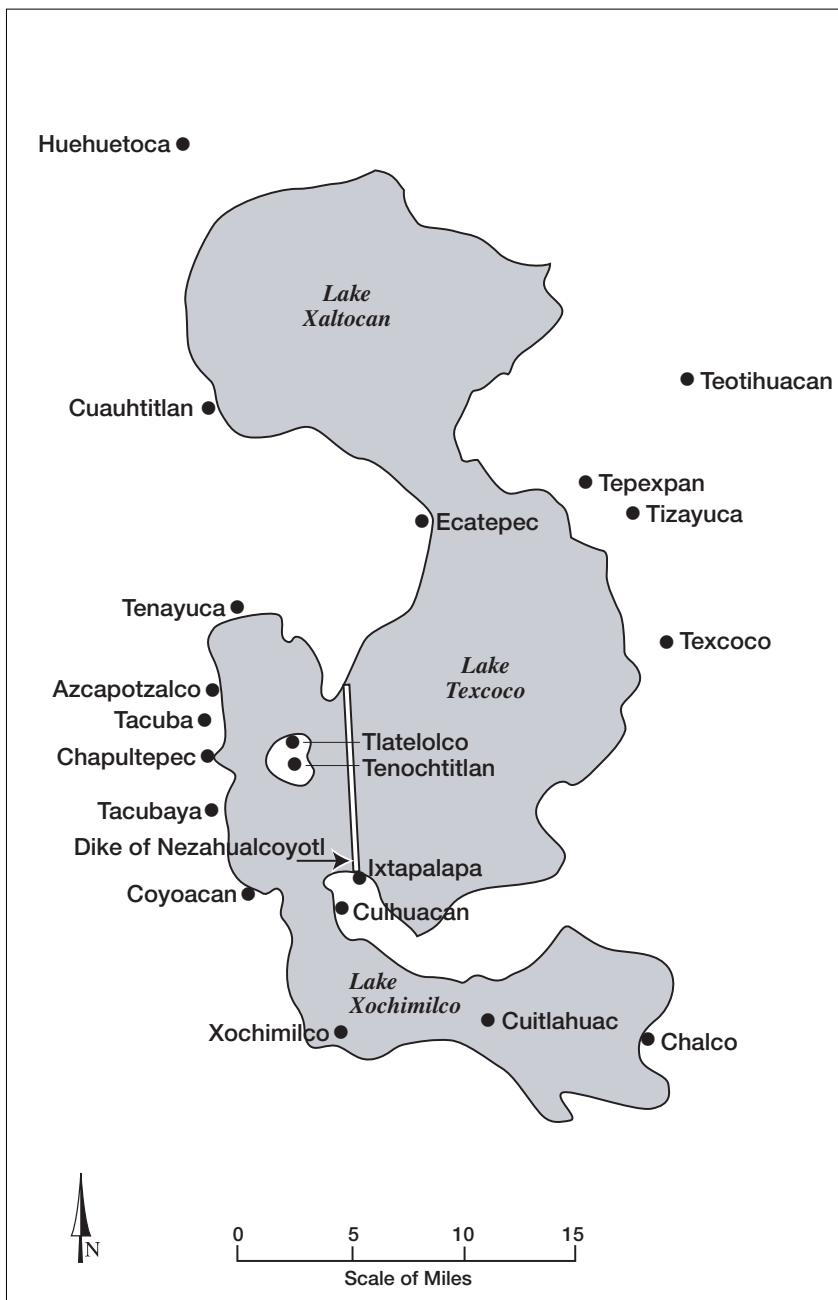 Huehuetoca
Lake
Xaltocan
Teotihuacan
Cuauhtitlan
Tepexpan
Tizayuca
Ecatepec
Tenayuca
Texcoco
Lake
Texcoco
Azcapotzalco
Tacuba
Tlatelolco
Chapultepec
Tenochtitlan
Tacubaya
Dike of Nezahualcoyotl
Ixtapalapa
Coyoacan
Culhuacan
Lake
Xochimilco
Cuitlahuac
Xochimilco
Chalco
N
0 5 10 15
Scale of Miles